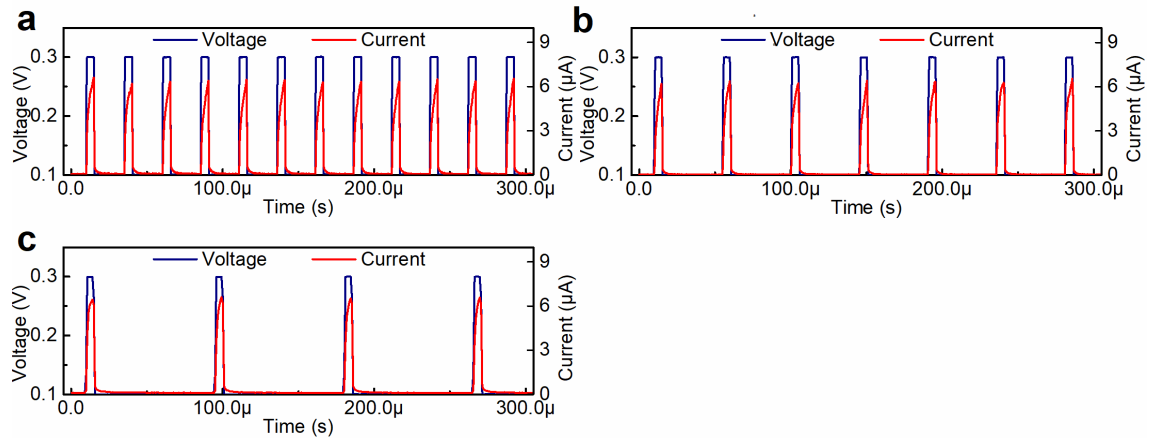 a
Voltage Current
Voltage (V)
0.3
0.2
0.1
9
6
3
0
Current (µA)
0.0 100.0µ 200.0µ 300.0µ
Time (s)
b
Voltage Current
Voltage (V)
0.3
0.2
0.1
9
6
3
0
Current (µA)
0.0 100.0µ 200.0µ 300.0µ
Time (s)
c
Voltage Current
Voltage (V)
0.3
0.2
0.1
9
6
3
0
Current (µA)
0.0 100.0µ 200.0µ 300.0µ
Time (s)